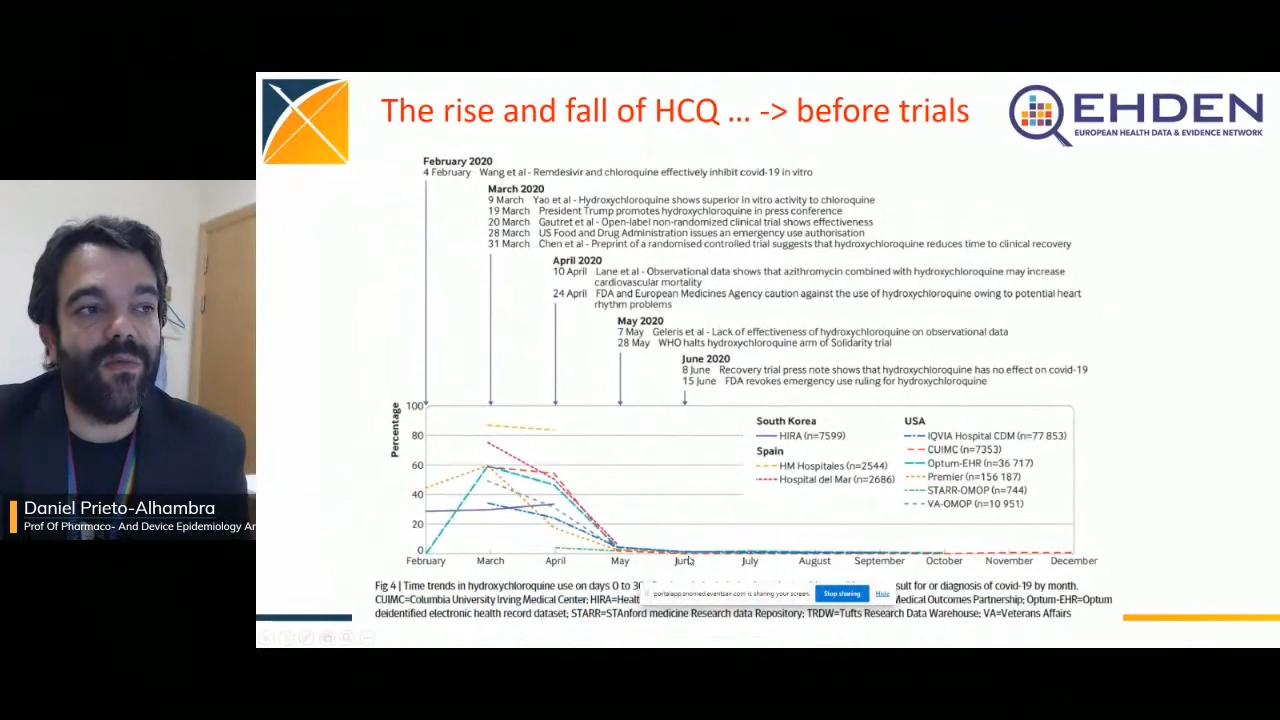 The rise and fall of HCQ ... -> before trials
EHDEN
EUROPEAN HEALTH DATA & EVIDENCE NETWORK
February 2020
4 February Wang et al - Remdesivir and chloroquine effectively inhibit covid-19 in vitro
March 2020
9 March Yao et al - Hydroxychloroquine shows superior in vitro activity to chloroquine
19 March President Trump promotes hydroxychloroquine in press conference
20 March Gautret et al - Open-label non-randomized clinical trial shows effectiveness
28 March US Food and Drug Administration issues an emergency use authorisation
31 March Chen et al - Preprint of a randomised controlled trial suggests that hydroxychloroquine reduces time to clinical recovery
April 2020
10 April Lane et al - Observational data shows that azithromycin combined with hydroxychloroquine may increase
cardiovascular mortality
24 April FDA and European Medicines Agency caution against the use of hydroxychloroquine owing to potential heart
rhythm problems
May 2020
7 May Geleris et al - Lack of effectiveness of hydroxychloroquine on observational data
28 May WHO halts hydroxychloroquine arm of Solidarity trial
June 2020
8 June Recovery trial press note shows that hydroxychloroquine has no effect on covid-19
15 June FDA revokes emergency use ruling for hydroxychloroquine
Percentage
100
80
60
40
20
0
South Korea
HIRA (n=7599)
Spain
HM Hospitales (n=2544)
Hospital del Mar (n=2686)
USA
IQVIA Hospital CDM (n=77 853)
CUIMC (n=7353)
Optum-EHR (n=36 717)
Premier (n=156 187)
STARR-OMOP (n=744)
VA-OMOP (n=10 951)
February March April May June July August September October November December
Fig 4 | Time trends in hydroxychloroquine use on days 0 to 30 sult for or diagnosis of covid-19 by month.
CUIMC=Columbia University Irving Medical Center; HIRA=Healt Medical Outcomes Partnership; Optum-EHR=Optum
deidentified electronic health record dataset; STARR=STAnford medicine Research data Repository; TRDW=Tufts Research Data Warehouse; VA=Veterans Affairs
portalapp.snomed.eventsair.com is sharing your screen. Stop sharing Hide
Daniel Prieto-Alhambra
Prof Of Pharmaco- And Device Epidemiology Ar